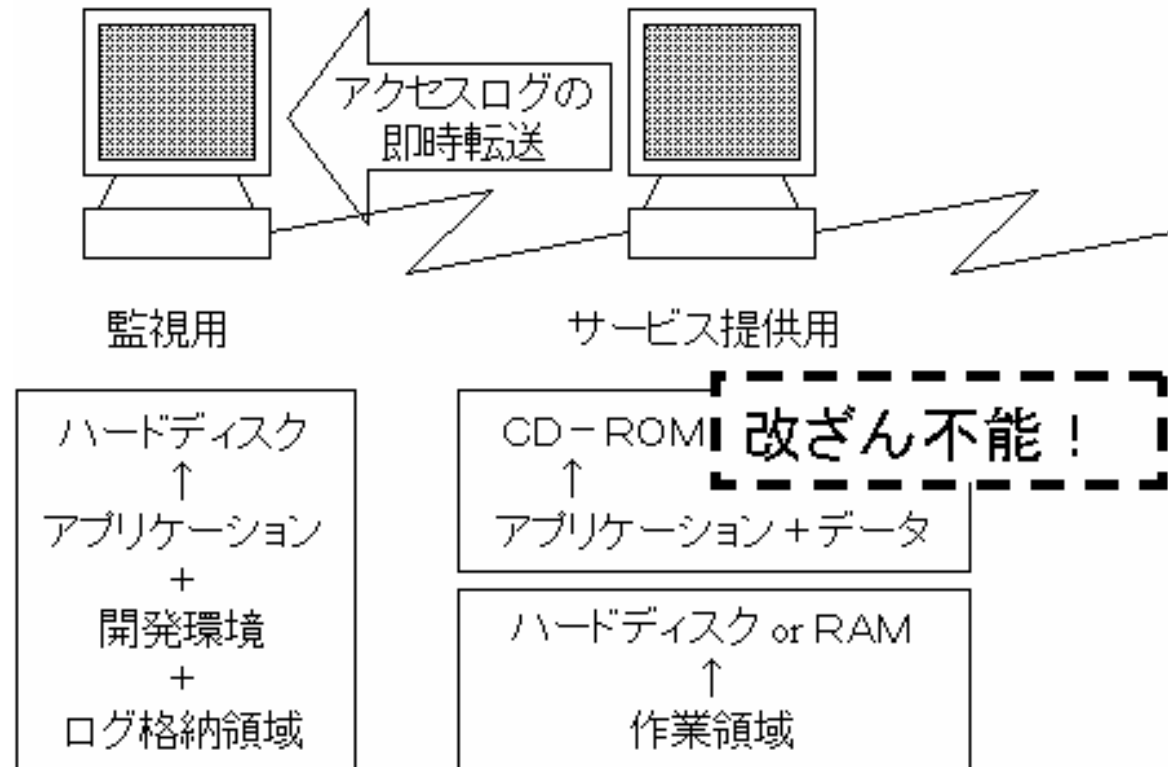 アクセスログの
即時転送
監視用
サービス提供用
ハードディスク
↑
アプリケーション
+
開発環境
+
ログ格納領域
CD-ROM
改ざん不能!
↑
アプリケーション+データ
ハードディスク or RAM
↑
作業領域